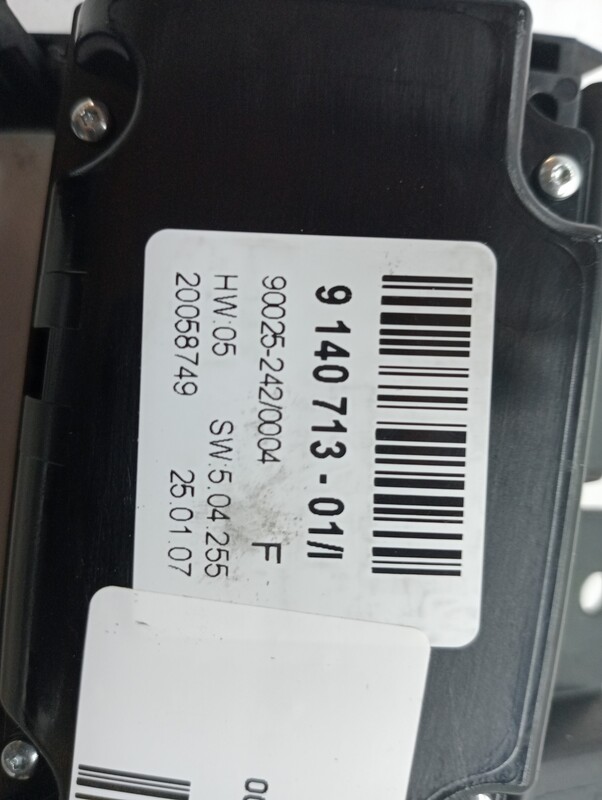 9 140 713 - 01/I
90025-242/0004 F
HW:05 SW:5.04.255
20058749 25.01.07